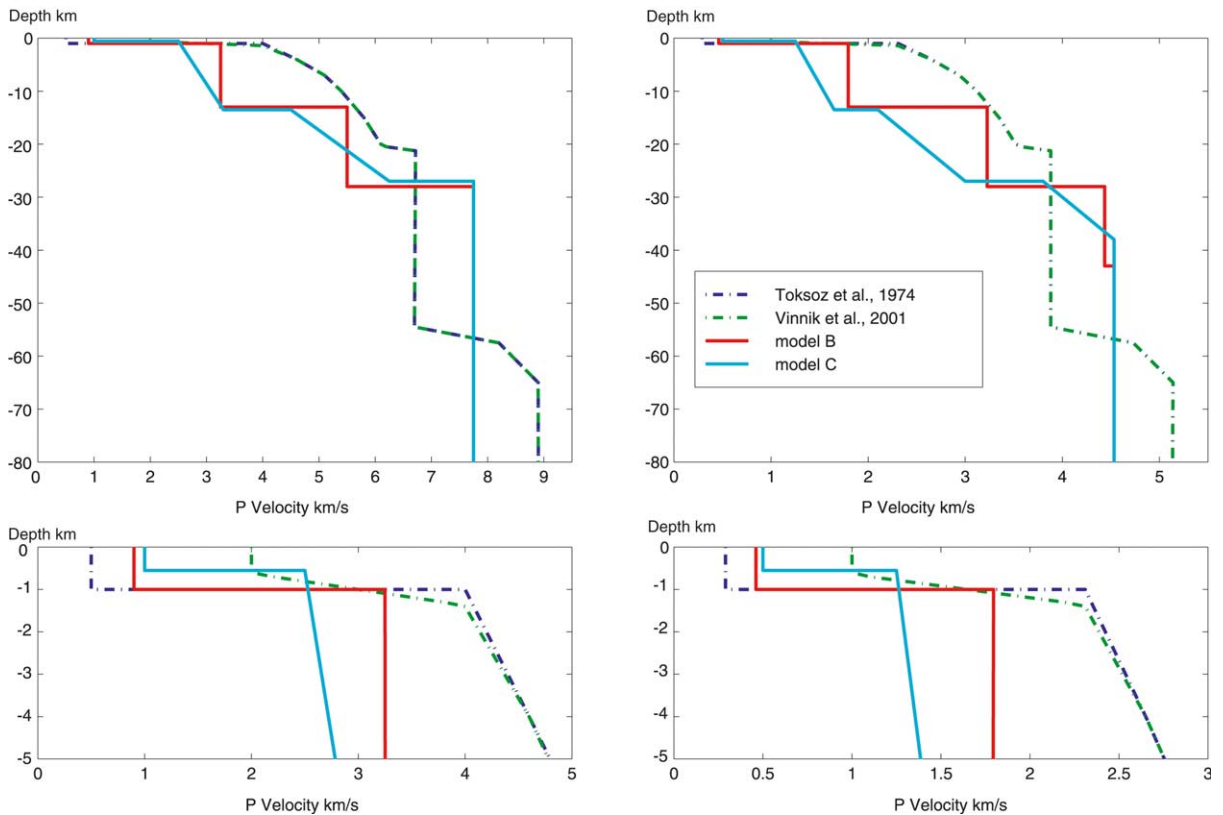 Depth km
0
-10
-20
-30
-40
-50
-60
-70
-80
0 1 2 3 4 5 6 7 8 9
P Velocity km/s
Depth km
0
-10
-20
-30
-40
-50
-60
-70
-80
0 1 2 3 4 5
P Velocity km/s
Toksoz et al., 1974
Vinnik et al., 2001
model B
model C
Depth km
0
-1
-2
-3
-4
-5
0 1 2 3 4 5
P Velocity km/s
Depth km
0
-1
-2
-3
-4
-5
0 0.5 1 1.5 2 2.5 3
P Velocity km/s